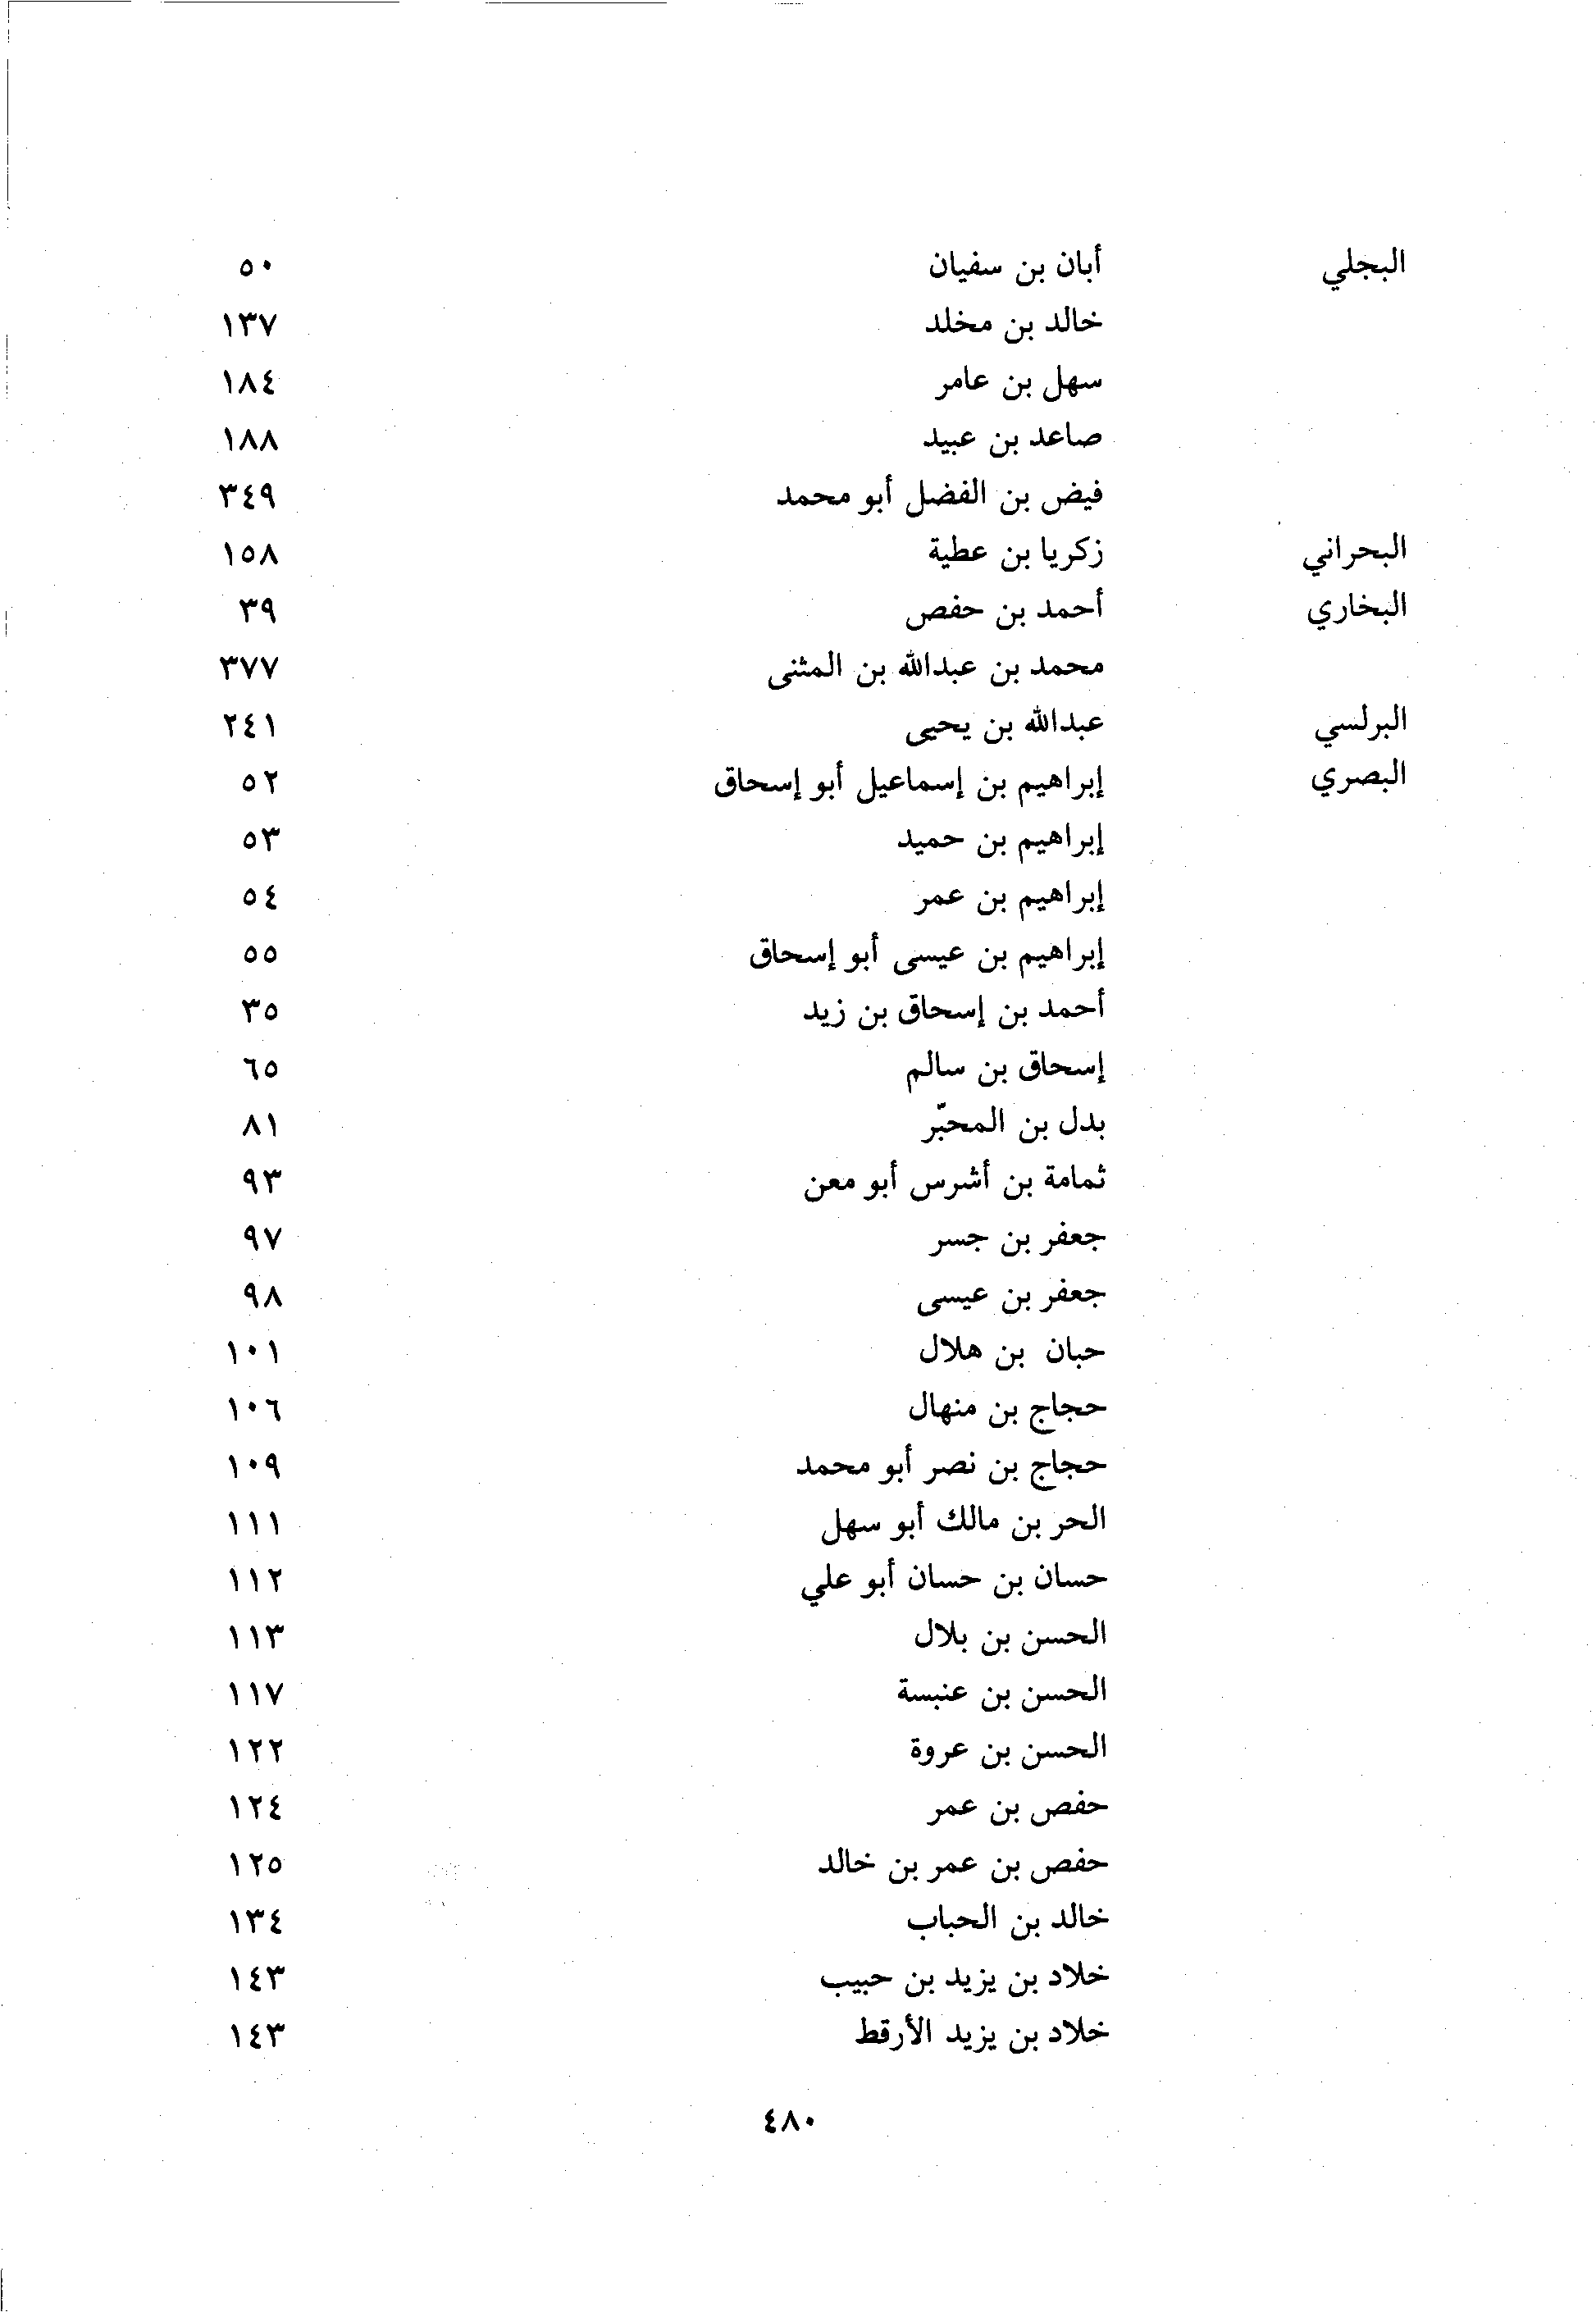 البجلي أبان بن سفيان ٥٠
خالد بن مخلد ١٣٧
سهل بن عامر ١٨٤
صاعد بن عبيد ١٨٨
فيض بن الفضل أبو محمد ٣٤٩
البحراني زكريا بن عطية ١٥٨
البخاري أحمد بن حفص ٣٩
محمد بن عبدالله بن المثنى ٣٧٧
البرلسي عبدالله بن يحيى ٢٤١
البصري إبراهيم بن إسماعيل أبو إسحاق ٥٢
إبراهيم بن حميد ٥٣
إبراهيم بن عمر ٥٤
إبراهيم بن عيسى أبو إسحاق ٥٥
أحمد بن إسحاق بن زيد ٣٥
إسحاق بن سالم ٦٥
بدل بن المحبّر ٨١
ثمامة بن أشرس أبو معن ٩٣
جعفر بن جسر ٩٧
جعفر بن عيسى ٩٨
حبان بن هلال ١٠١
حجاج بن منهال ١٠٦
حجاج بن نصر أبو محمد ١٠٩
الحر بن مالك أبو سهل ١١١
حسان بن حسان أبو علي ١١٢
الحسن بن بلال ١١٣
الحسن بن عنبسة ١١٧
الحسن بن عروة ١٢٢
حفص بن عمر ١٢٤
حفص بن عمر بن خالد ١٢٥
خالد بن الحباب ١٣٤
خلاد بن يزيد بن حبيب ١٤٣
خلاد بن يزيد الأرقط ١٤٣
٤٨٠